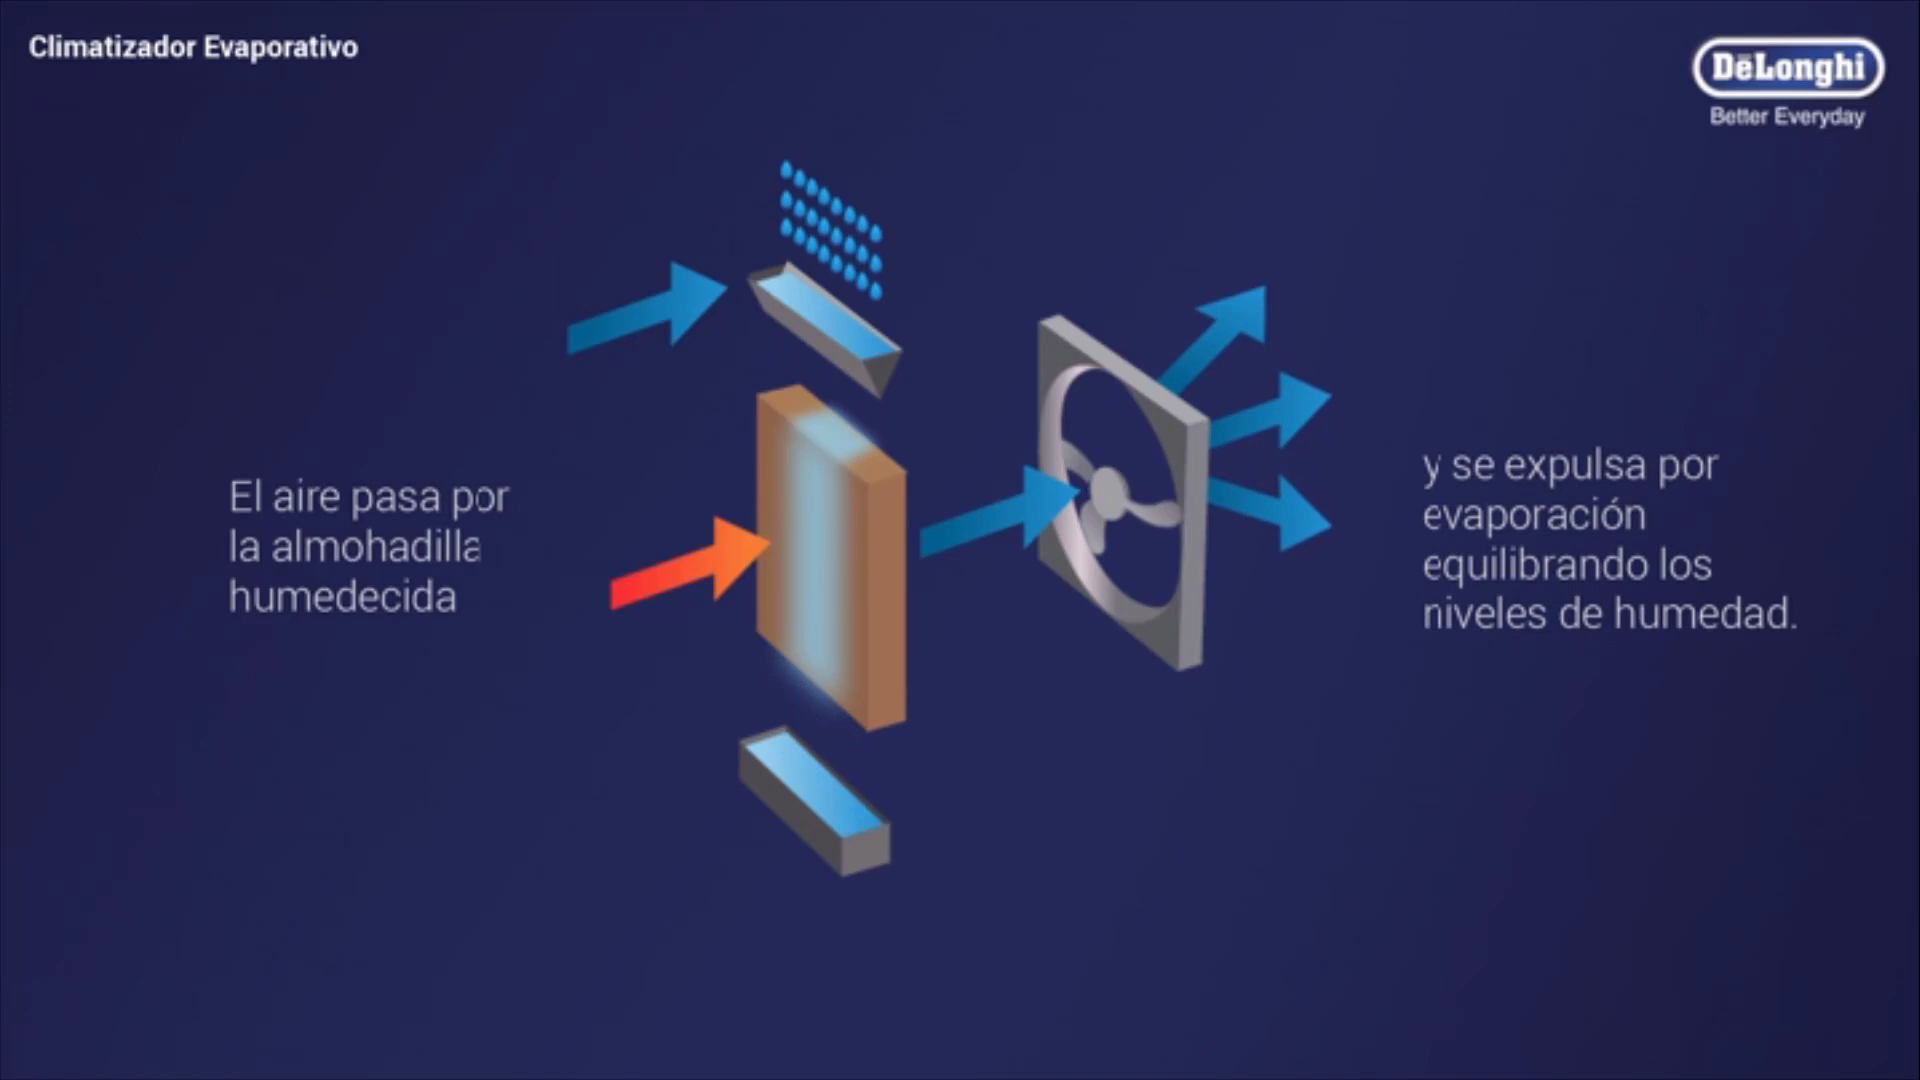 Climatizador Evaporativo
DēLonghi
Better Everyday
El aire pasa por
la almohadilla
humedecida
y se expulsa por
evaporación
equilibrando los
niveles de humedad.